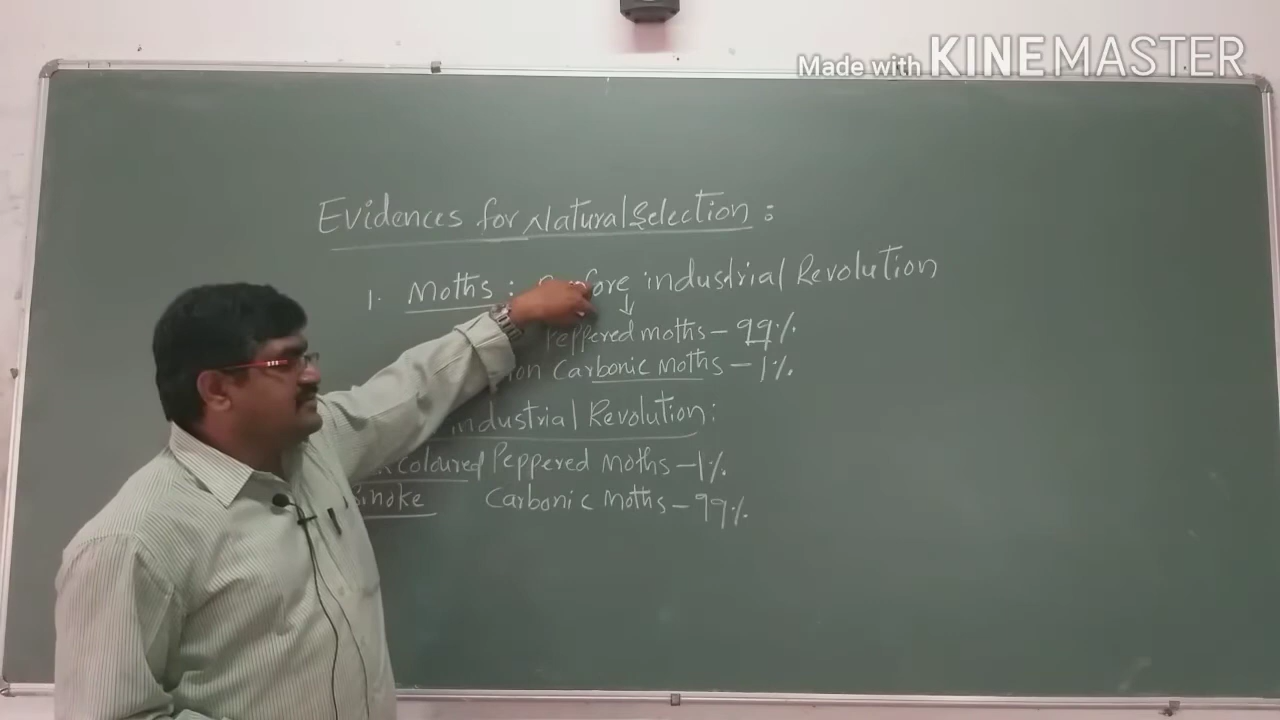 Made with KINEMASTER
Evidences for Natural Selection :
1. Moths : Before industrial Revolution
↓
Peppered moths – 99%
Carbonic moths – 1%
industrial Revolution :
Coloured Peppered Moths – 1%
Smoke Carbonic Moths – 99%